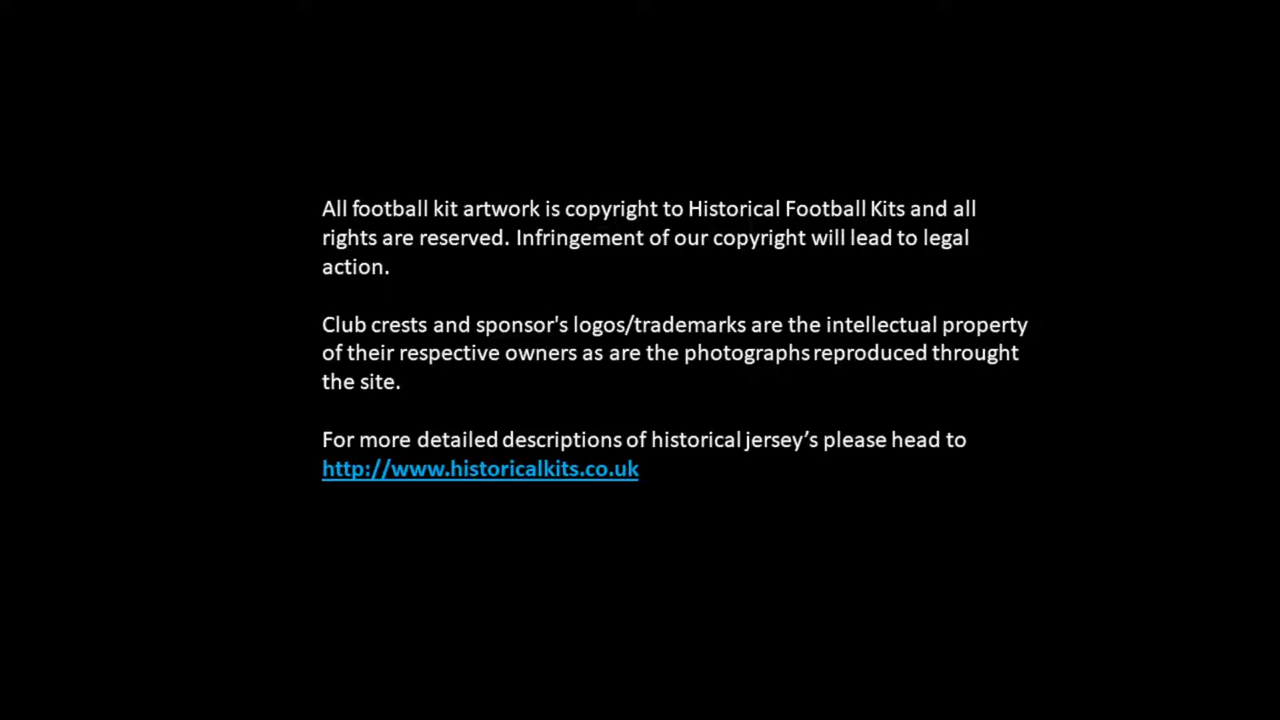 All football kit artwork is copyright to Historical Football Kits and all
rights are reserved. Infringement of our copyright will lead to legal
action.
Club crests and sponsor's logos/trademarks are the intellectual property
of their respective owners as are the photographs reproduced throught
the site.
For more detailed descriptions of historical jersey’s please head to
http://www.historicalkits.co.uk